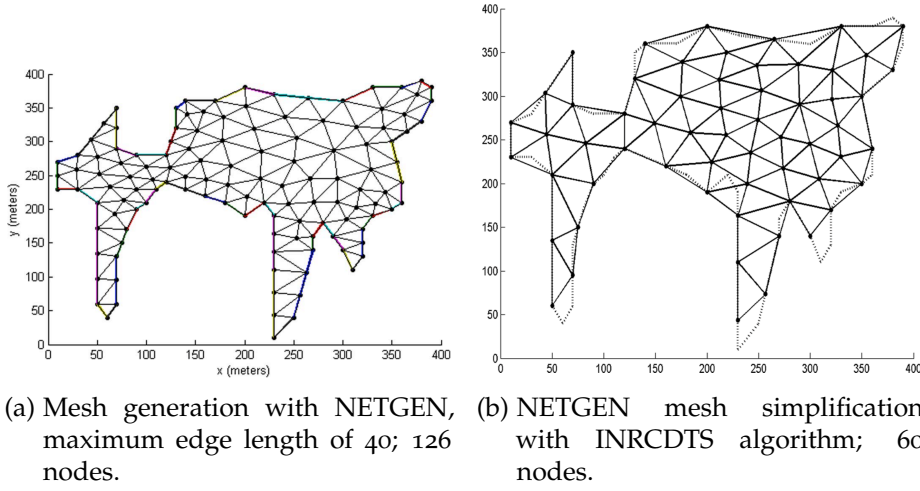 400
350
300
250
200
150
100
50
0
y (meters)
0 50 100 150 200 250 300 350 400
x (meters)
400
350
300
250
200
150
100
50
0
0 50 100 150 200 250 300 350 400
(a) Mesh generation with NETGEN,
maximum edge length of 40; 126
nodes.
(b) NETGEN mesh simplification
with INRCDTS algorithm; 60
nodes.